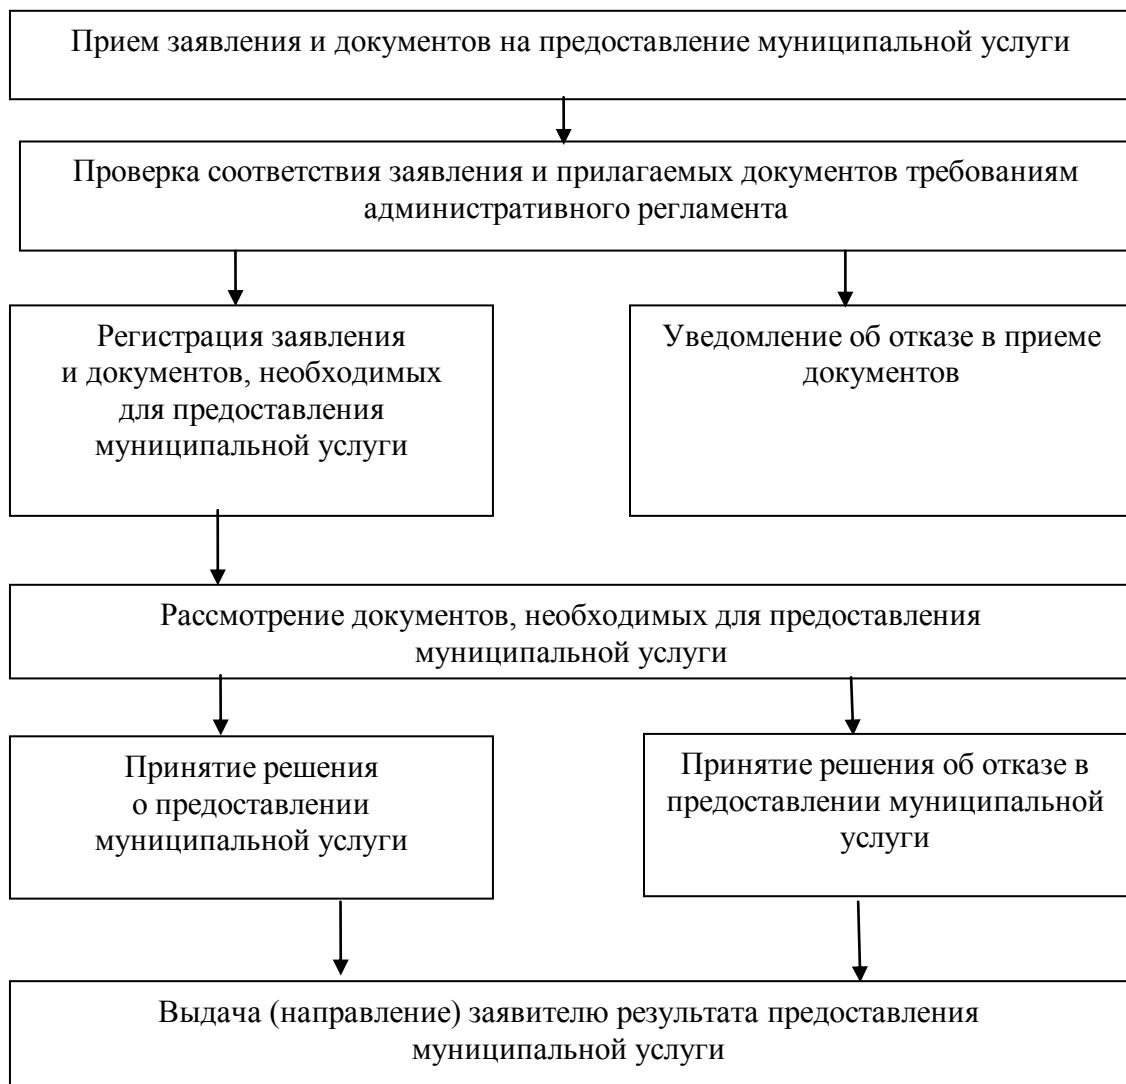 Прием заявления и документов на предоставление муниципальной услуги
Проверка соответствия заявления и прилагаемых документов требованиям
административного регламента
Регистрация заявления
и документов, необходимых
для предоставления
муниципальной услуги
Уведомление об отказе в приеме
документов
Рассмотрение документов, необходимых для предоставления
муниципальной услуги
Принятие решения
о предоставлении
муниципальной услуги
Принятие решения об отказе в
предоставлении муниципальной
услуги
Выдача (направление) заявителю результата предоставления
муниципальной услуги